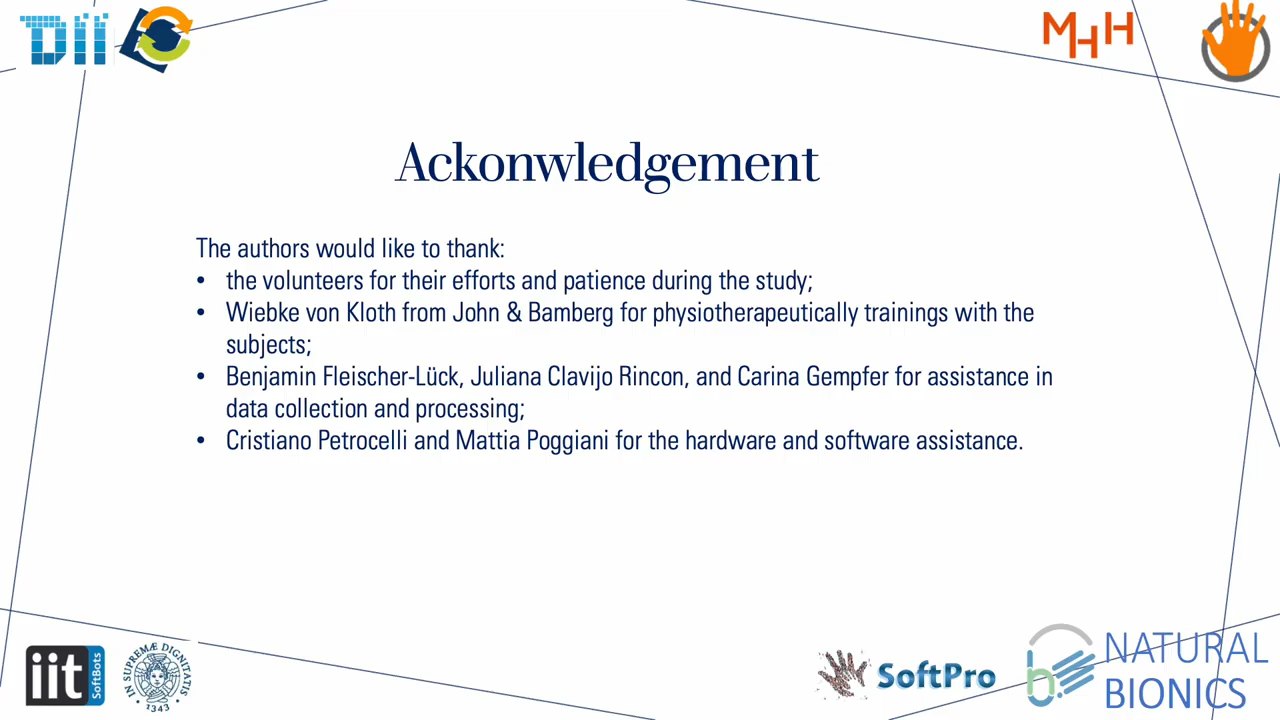 Dii
MHH
Ackonwledgement
The authors would like to thank:
• the volunteers for their efforts and patience during the study;
• Wiebke von Kloth from John & Bamberg for physiotherapeutically trainings with the
subjects;
• Benjamin Fleischer-Lück, Juliana Clavijo Rincon, and Carina Gempfer for assistance in
data collection and processing;
• Cristiano Petrocelli and Mattia Poggiani for the hardware and software assistance.
iit
SoftBots
IN SUPREMÆ DIGNITATIS
1343
SoftPro
NATURAL
BIONICS